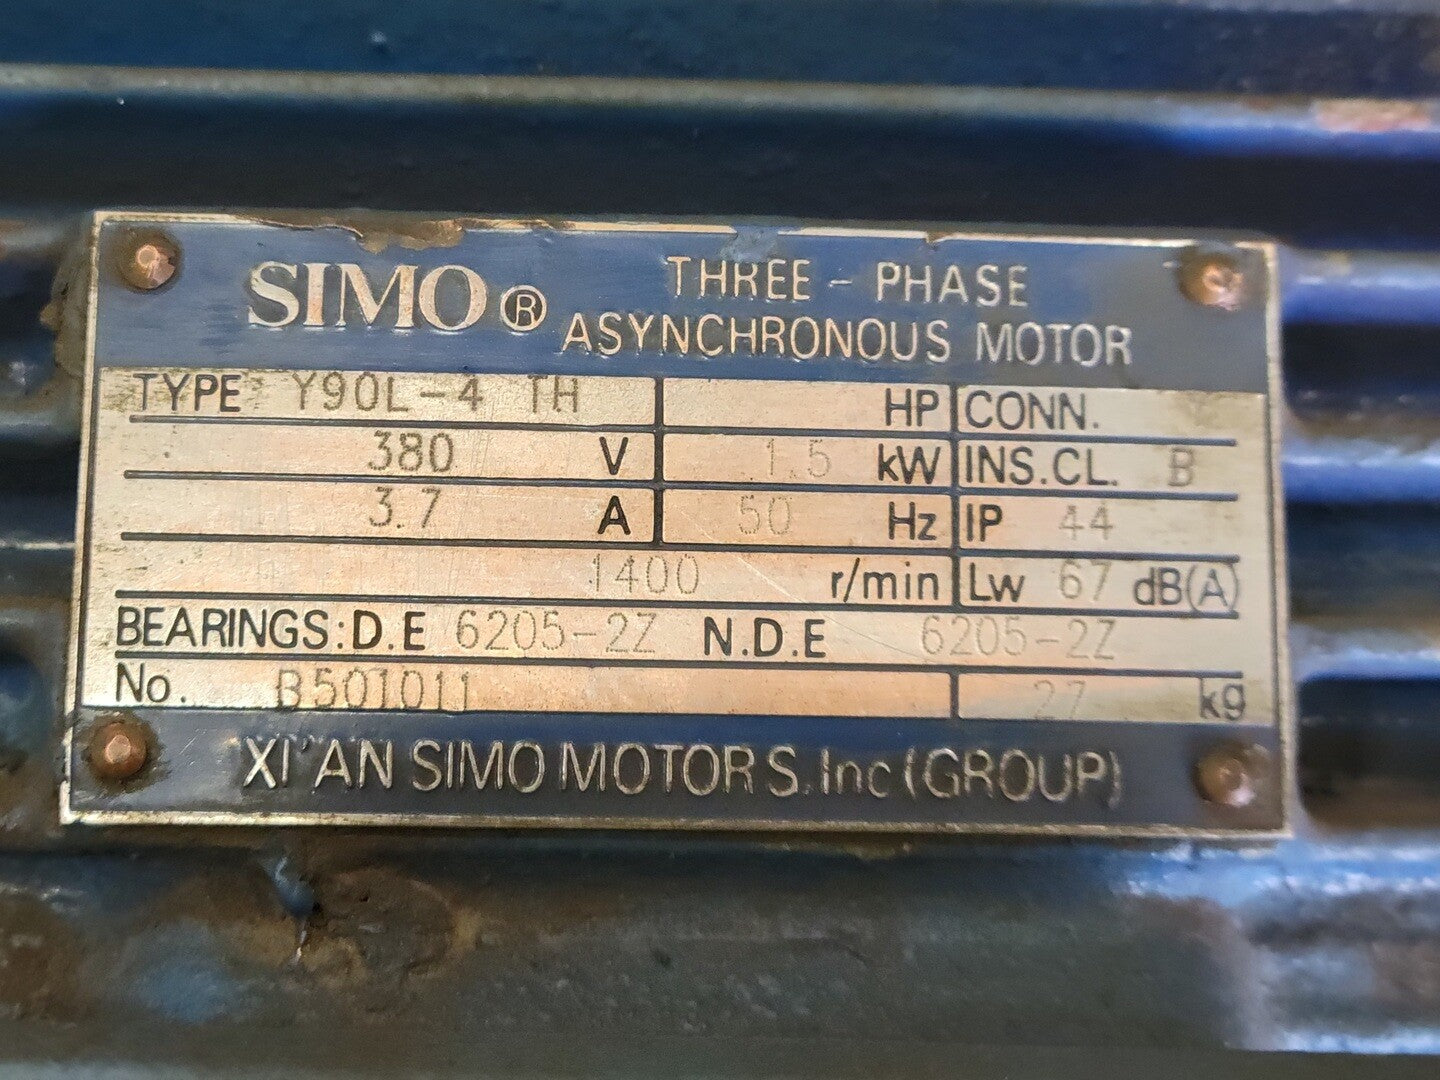 SIMO® THREE-PHASE
ASYNCHRONOUS MOTOR
TYPE Y90L-4 TH HP CONN. Y
380 V 1.5 kW INS.CL. B
3.7 A 50 Hz IP 44
1400 r/min Lw 67 dB(A)
BEARINGS:D.E 6205-2Z N.D.E 6205-2Z
No. B501011 27 kg
XI'AN SIMO MOTORS.Inc(GROUP)